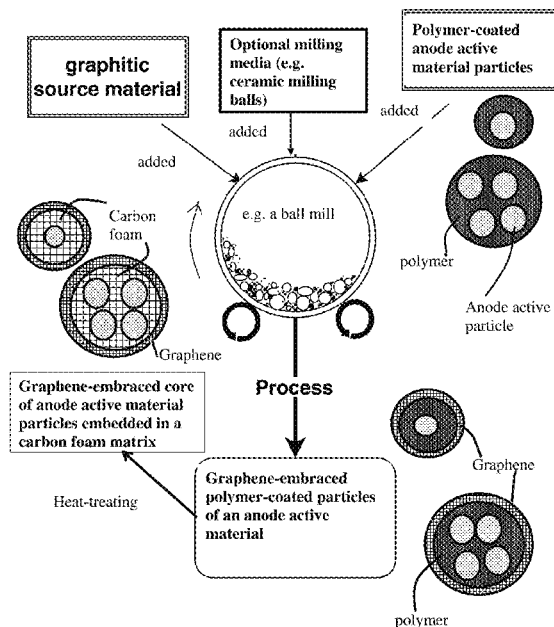 graphitic
source material
Optional milling
media (e.g.
ceramic milling
balls)
Polymer-coated
anode active
material particles
added
added
added
e.g. a ball mill
Carbon
foam
Graphene
polymer
Anode active
particle
Process
Graphene-embraced core
of anode active material
particles embedded in a
carbon foam matrix
Heat-treating
Graphene-embraced
polymer-coated particles
of an anode active
material
Graphene
polymer